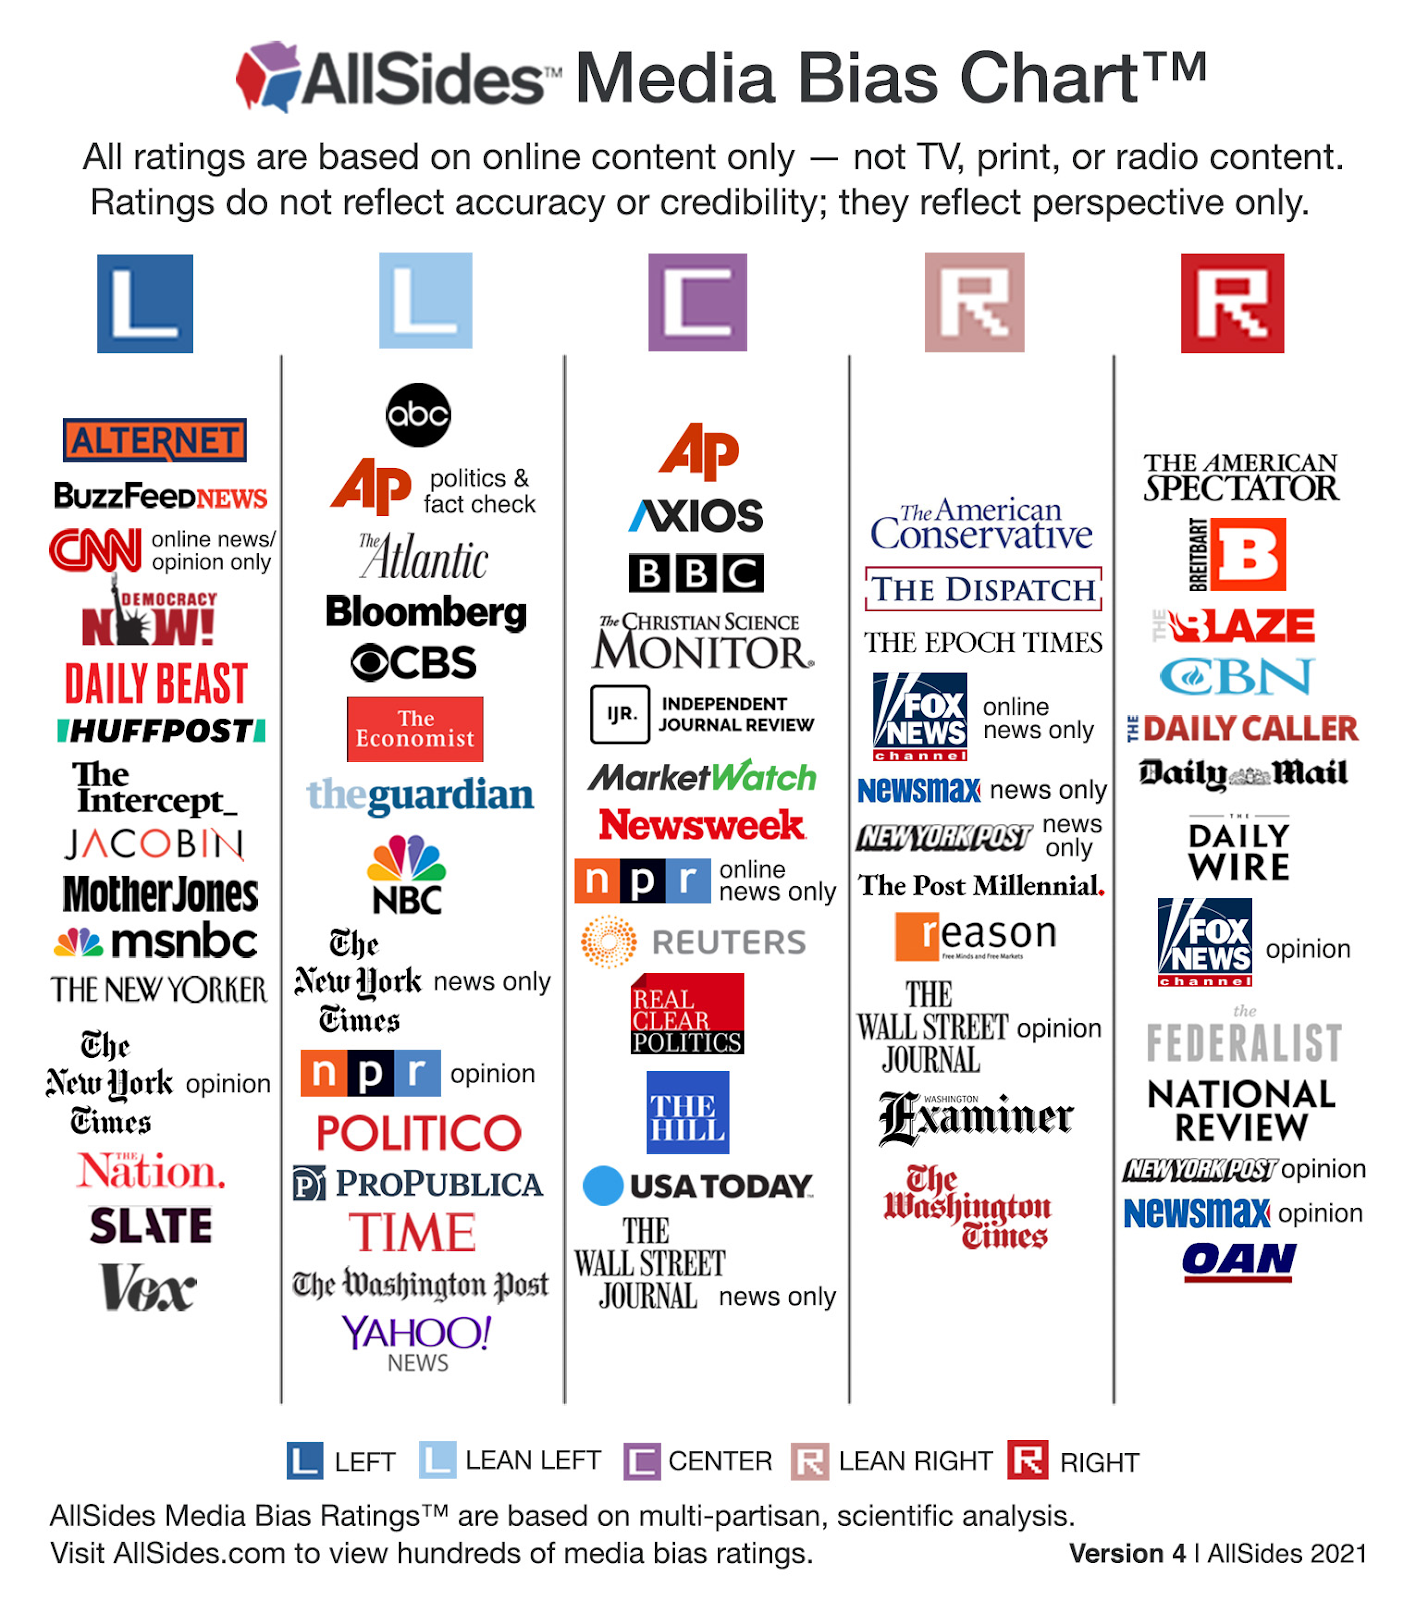 AllSides™ Media Bias Chart™
All ratings are based on online content only — not TV, print, or radio content.
Ratings do not reflect accuracy or credibility; they reflect perspective only.
L
L
C
R
R
ALTERNET
BuzzFeed NEWS
CNN online news/
opinion only
DEMOCRACY
NOW!
DAILY BEAST
HUFFPOST
The
Intercept_
JACOBIN
Mother Jones
msnbc
THE NEW YORKER
The
New York opinion
Times
THE
Nation.
SLATE
Vox
abc
AP politics &
fact check
The
Atlantic
Bloomberg
CBS
The
Economist
theguardian
NBC
The
New York news only
Times
npr opinion
POLITICO
P PROPUBLICA
TIME
The Washington Post
YAHOO!
NEWS
AP
AXIOS
BBC
The CHRISTIAN SCIENCE
MONITOR®
IJR. INDEPENDENT
JOURNAL REVIEW
MarketWatch
Newsweek
npr online
news only
REUTERS
REAL
CLEAR
POLITICS
THE
HILL
USA TODAY
THE
WALL STREET
JOURNAL news only
The American
Conservative
THE DISPATCH
THE EPOCH TIMES
FOX
NEWS
channel
online
news only
Newsmax news only
NEW YORK POST news
only
The Post Millennial.
reason
Free Minds and Free Markets
THE
WALL STREET opinion
JOURNAL
WASHINGTON
Examiner
The
Washington
Times
THE AMERICAN
SPECTATOR
BREITBART B
THE BLAZE
CBN
THE DAILY CALLER
Daily Mail
THE
DAILY
WIRE
FOX
NEWS
channel
opinion
the
FEDERALIST
NATIONAL
REVIEW
NEW YORK POST opinion
Newsmax opinion
OAN
L LEFT L LEAN LEFT C CENTER R LEAN RIGHT R RIGHT
AllSides Media Bias Ratings™ are based on multi-partisan, scientific analysis.
Visit AllSides.com to view hundreds of media bias ratings.
Version 4 | AllSides 2021